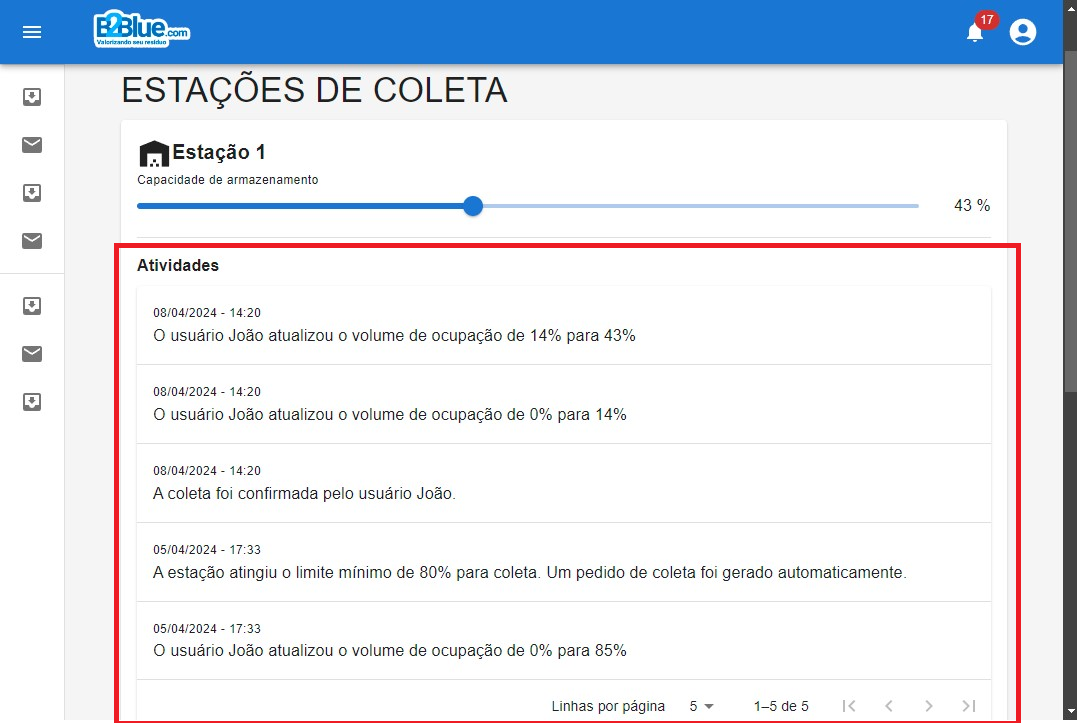 B2Blue.com
Valorizando seu resíduo
17
ESTAÇÕES DE COLETA
Estação 1
Capacidade de armazenamento
43 %
Atividades
08/04/2024 - 14:20
O usuário João atualizou o volume de ocupação de 14% para 43%
08/04/2024 - 14:20
O usuário João atualizou o volume de ocupação de 0% para 14%
08/04/2024 - 14:20
A coleta foi confirmada pelo usuário João.
05/04/2024 - 17:33
A estação atingiu o limite mínimo de 80% para coleta. Um pedido de coleta foi gerado automaticamente.
05/04/2024 - 17:33
O usuário João atualizou o volume de ocupação de 0% para 85%
Linhas por página 5 1–5 de 5